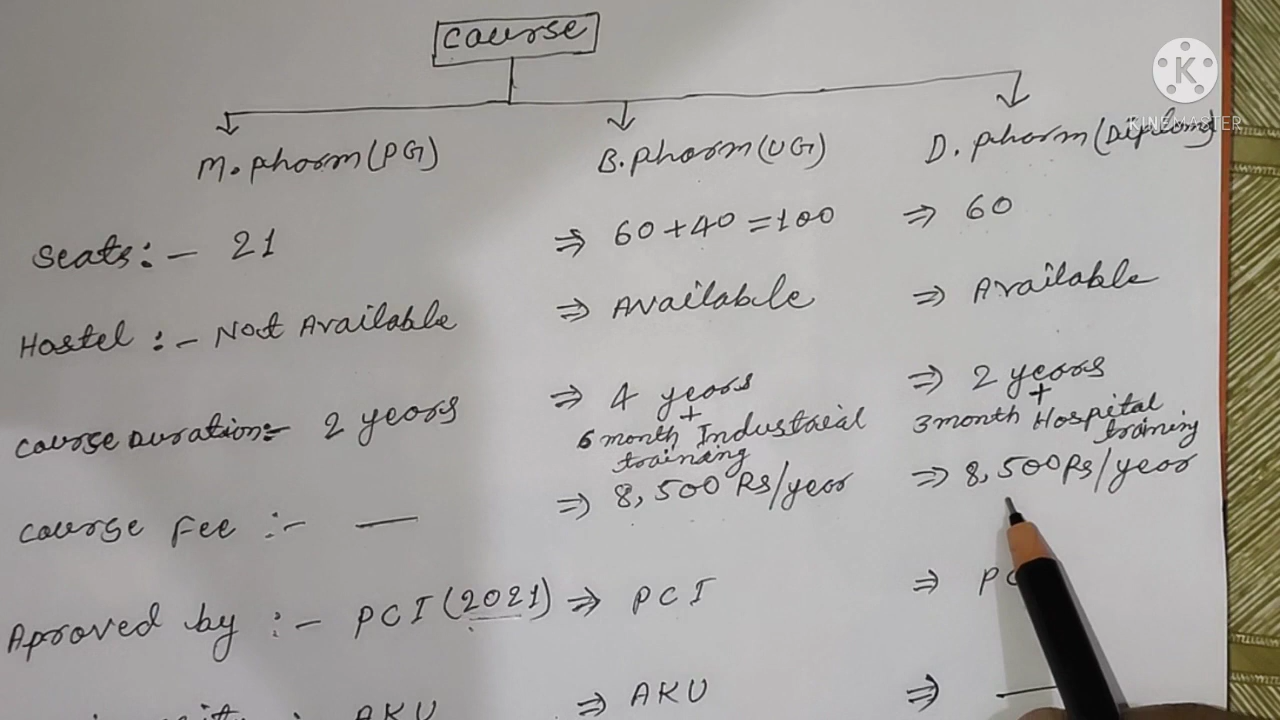 Course
M. pharm (PG) B. pharm (UG) D. pharm (Diploma)
Seats :- 21 ⇒ 60 + 40 = 100 ⇒ 60
Hostel :- Not Available ⇒ Available ⇒ Available
Course Duration:- 2 years ⇒ 4 years ⇒ 2 years
+ +
6 month Industrial training 3 month Hospital training
Course Fee :- — ⇒ 8,500 Rs/year ⇒ 8,500 Rs/year
Aproved by :- PCI (2021) ⇒ PCI ⇒ PC
: AKU ⇒ AKU ⇒ —
K
KINEMASTER